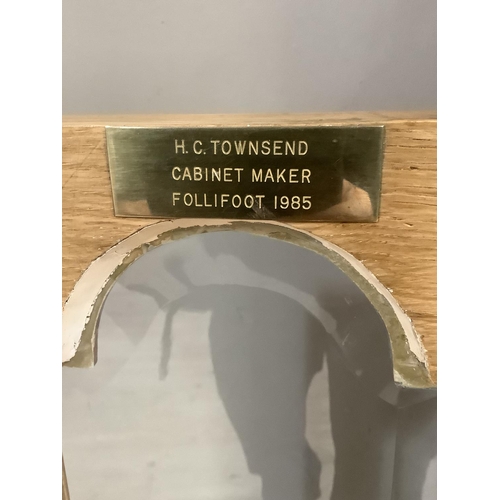 H. C. TOWNSEND
CABINET MAKER
FOLLIFOOT 1985